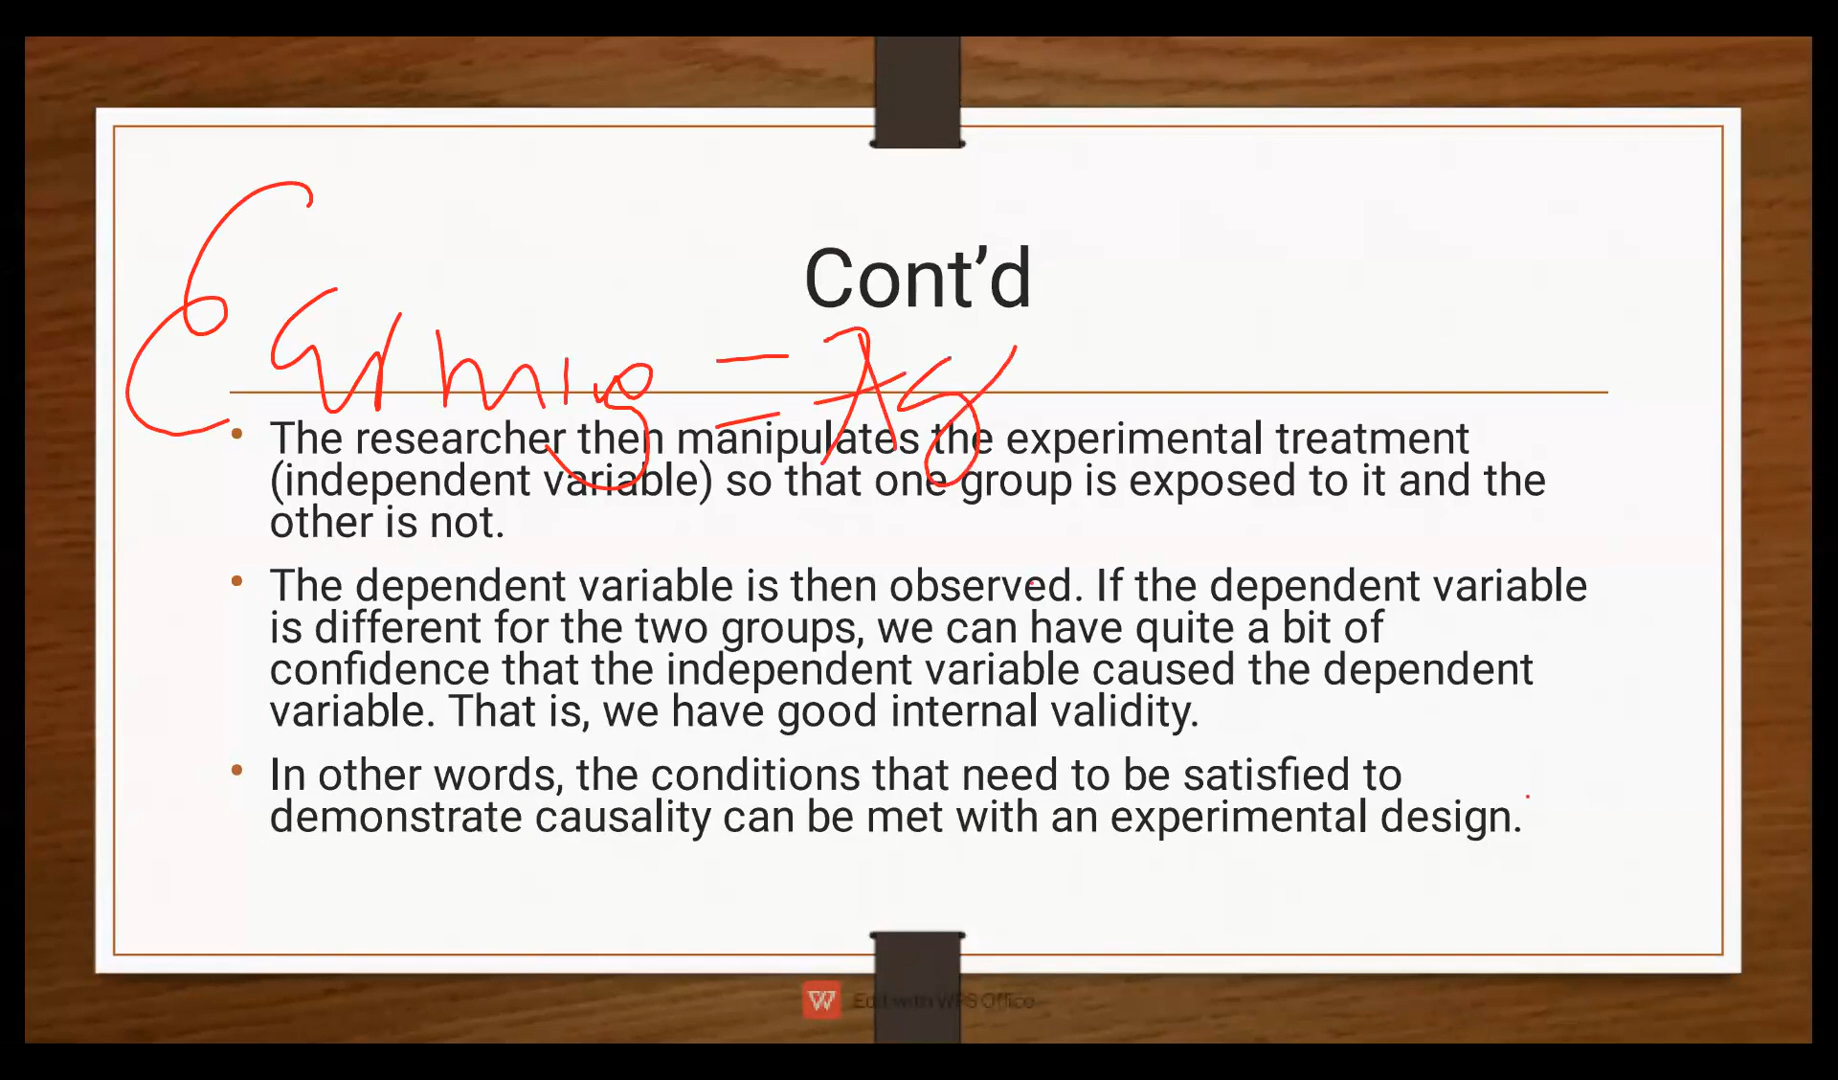 Cont’d
• The researcher then manipulates the experimental treatment
(independent variable) so that one group is exposed to it and the
other is not.
• The dependent variable is then observed. If the dependent variable
is different for the two groups, we can have quite a bit of
confidence that the independent variable caused the dependent
variable. That is, we have good internal validity.
• In other words, the conditions that need to be satisfied to
demonstrate causality can be met with an experimental design.
Edit with WPS Office